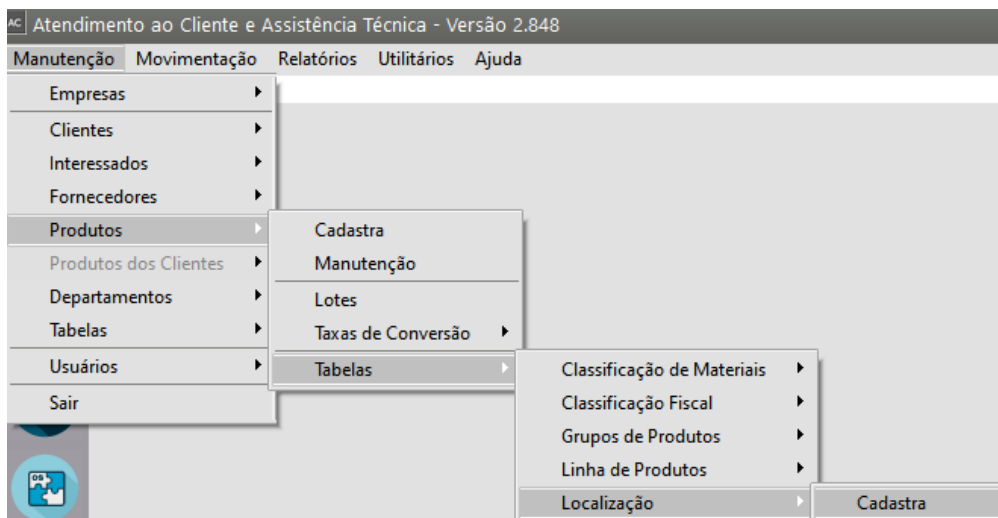 AC Atendimento ao Cliente e Assistência Técnica - Versão 2.848
Manutenção Movimentação Relatórios Utilitários Ajuda
Empresas
Clientes
Interessados
Fornecedores
Produtos
Produtos dos Clientes
Departamentos
Tabelas
Usuários
Sair
Cadastra
Manutenção
Lotes
Taxas de Conversão
Tabelas
Classificação de Materiais
Classificação Fiscal
Grupos de Produtos
Linha de Produtos
Localização
Cadastra
OS